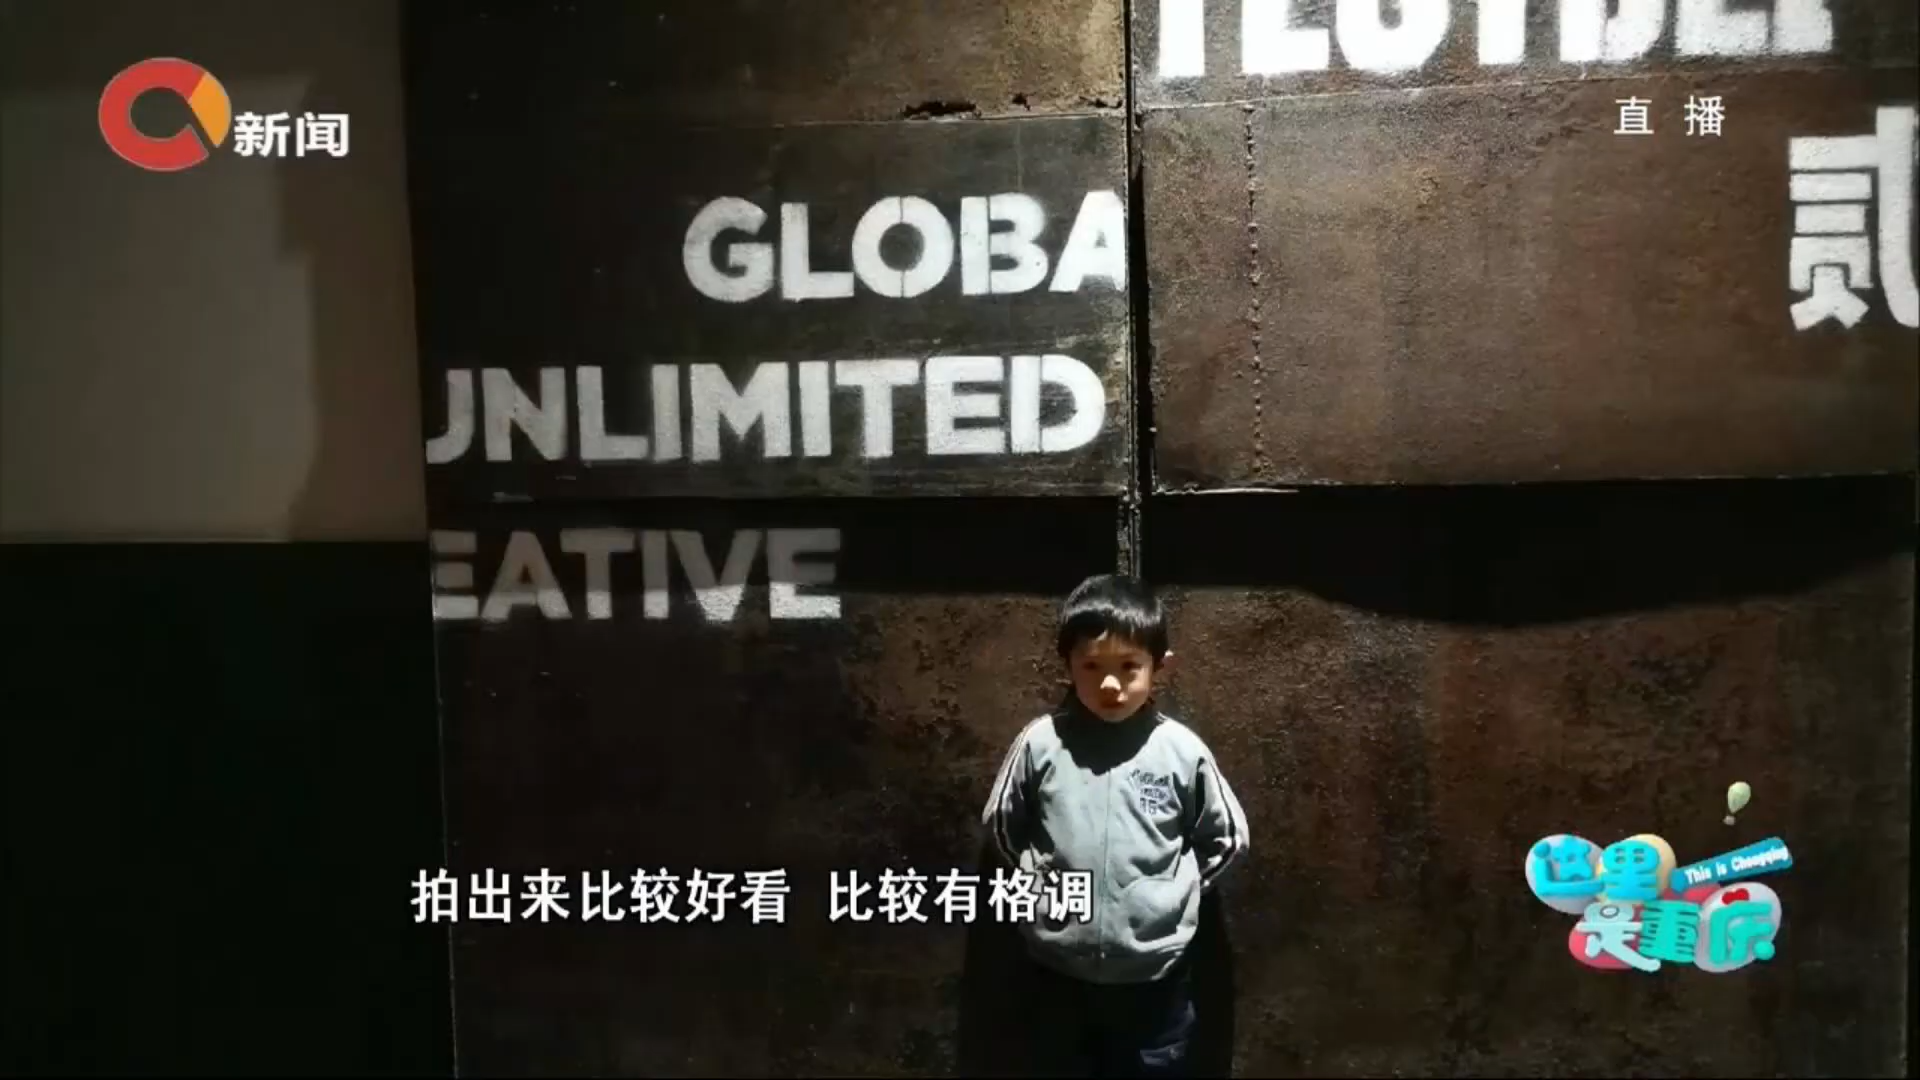 新闻
直播
GLOBA
贰
UNLIMITED
EATIVE
拍出来比较好看 比较有格调
这里
This is Chongqing
是重庆